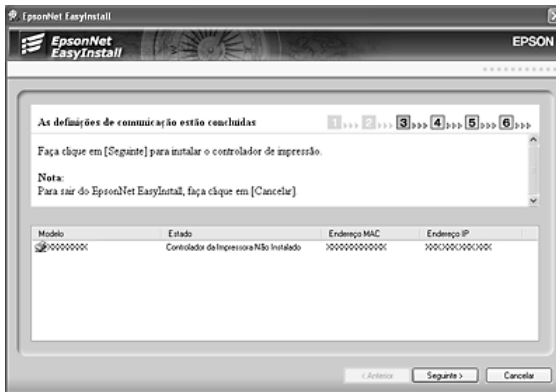 EpsonNet EasyInstall
EpsonNet
EasyInstall
EPSON
As definições de comunicação estão concluídas
1 2 3 4 5 6
Faça clique em [Seguinte] para instalar o controlador de impressão.
Nota:
Para sair do EpsonNet EasyInstall, faça clique em [Cancelar].
Modelo Estado Endereço MAC Endereço IP
XXXXXXXX Controlador da Impressora Não Instalado XXXXXXXXXXXX XXX.XXX.XXX.XXX
< Anterior Seguinte > Cancelar